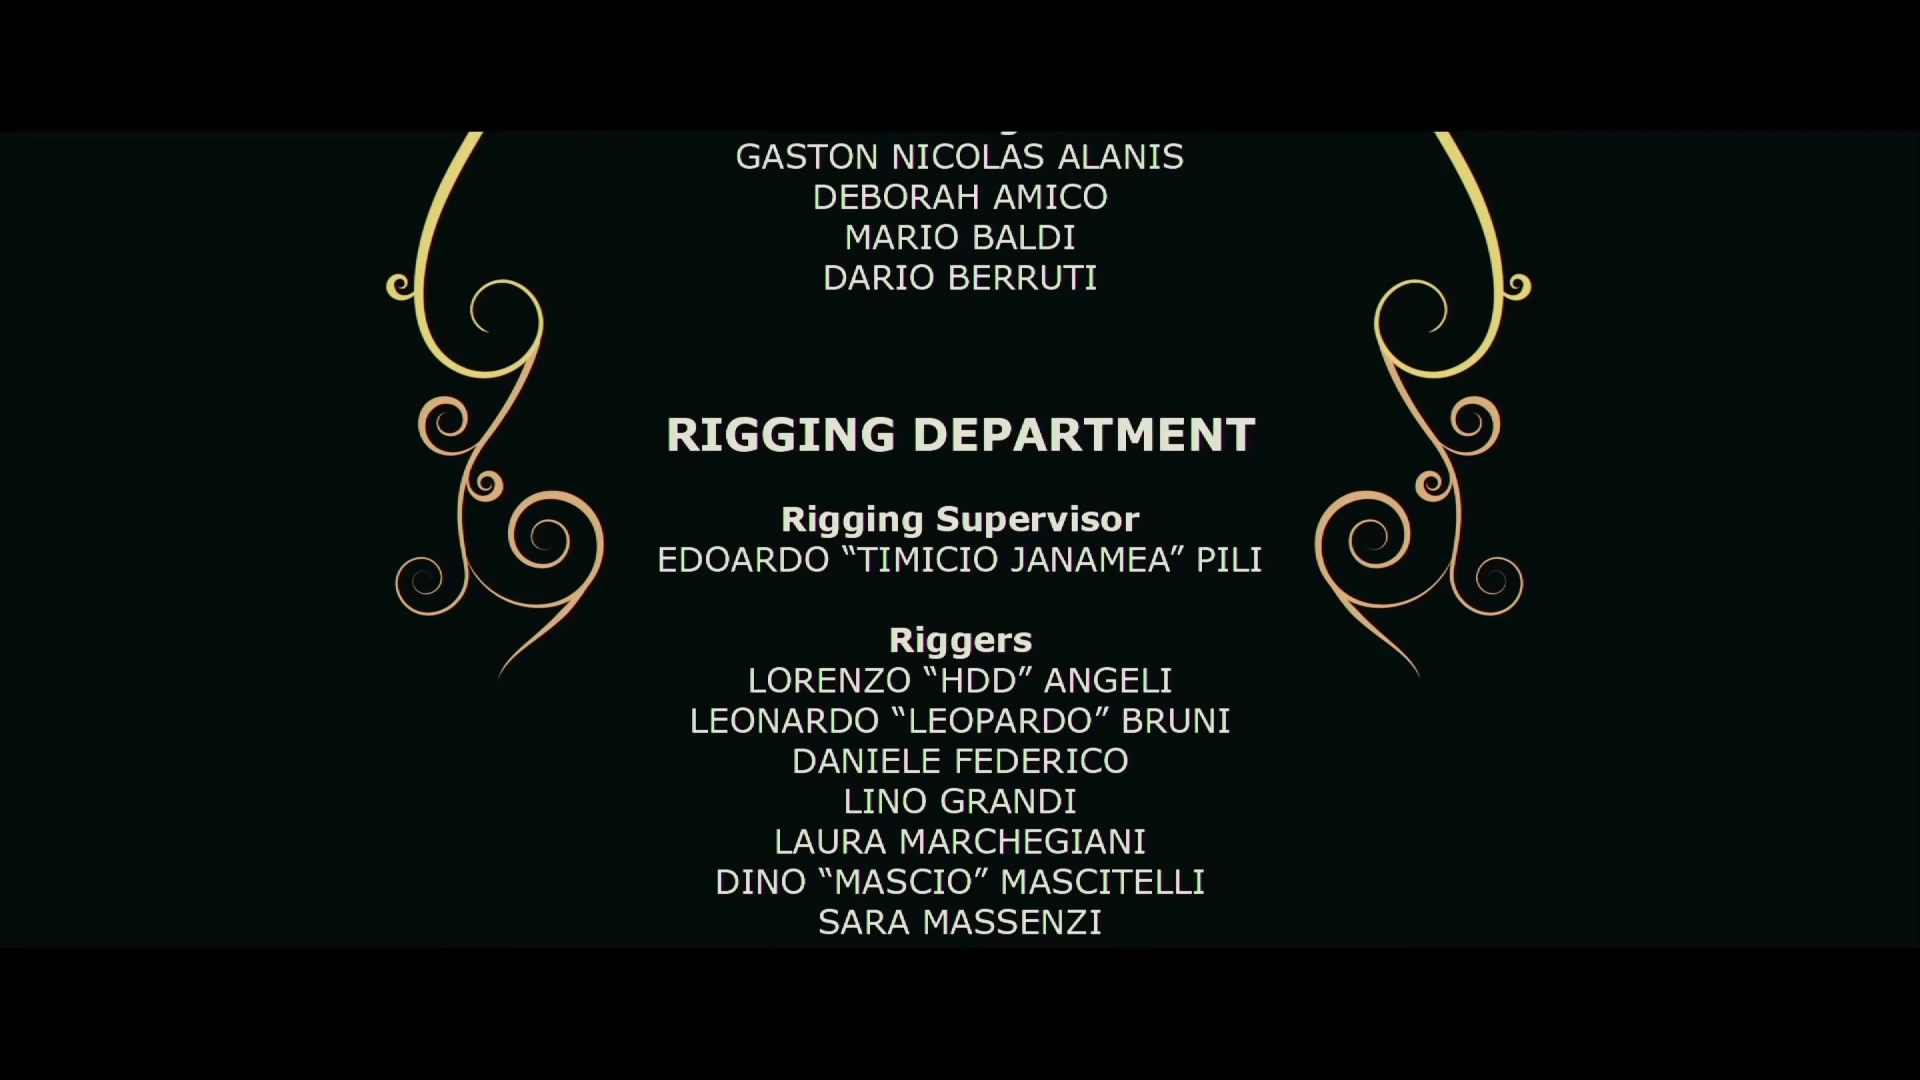 GASTON NICOLAS ALANIS
DEBORAH AMICO
MARIO BALDI
DARIO BERRUTI
RIGGING DEPARTMENT
Rigging Supervisor
EDOARDO “TIMICIO JANAMEA” PILI
Riggers
LORENZO “HDD” ANGELI
LEONARDO “LEOPARDO” BRUNI
DANIELE FEDERICO
LINO GRANDI
LAURA MARCHEGIANI
DINO “MASCIO” MASCITELLI
SARA MASSENZI